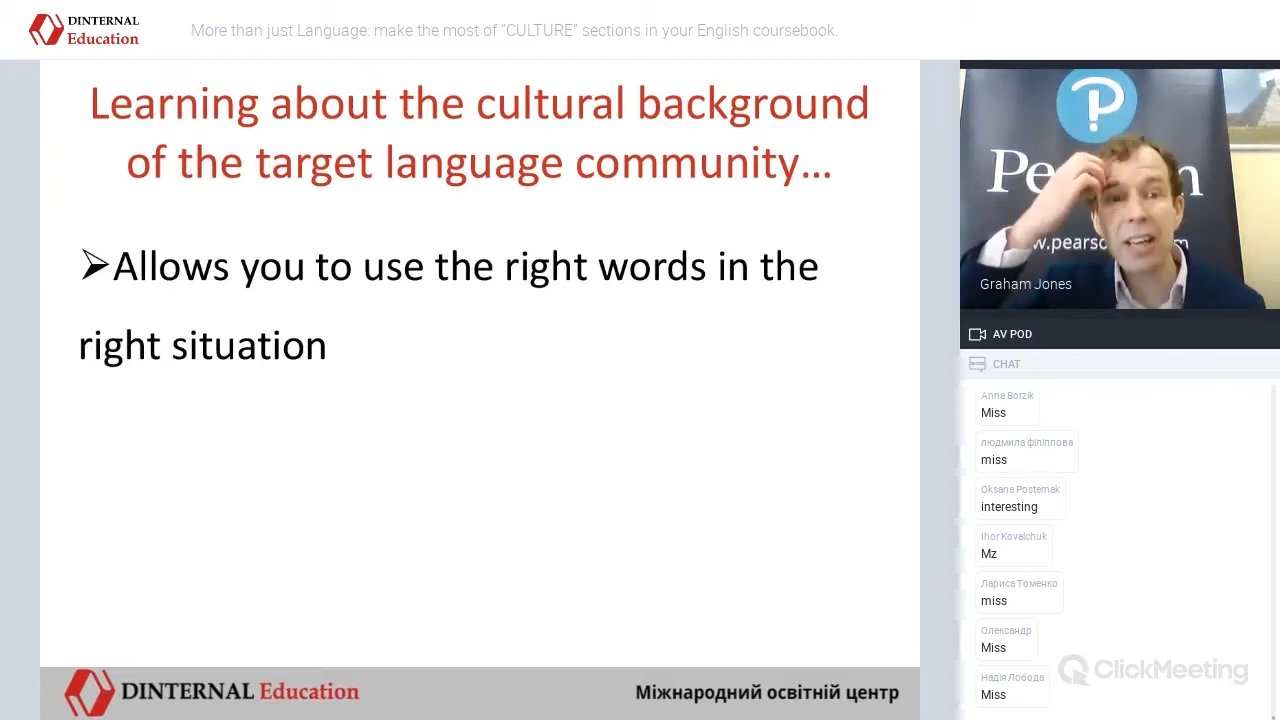 DINTERNAL
Education
More than just Language: make the most of “CULTURE” sections in your English coursebook.
Learning about the cultural background
of the target language community...
➢Allows you to use the right words in the
right situation
DINTERNAL Education
Міжнародний освітній центр
Graham Jones
AV POD
CHAT
Anna Borzik
Miss
людмила філіппова
miss
Oksana Posternak
interesting
Ihor Kovalchuk
Mz
Лариса Томенко
miss
Олександр
Miss
Надія Лобода
Miss
ClickMeeting